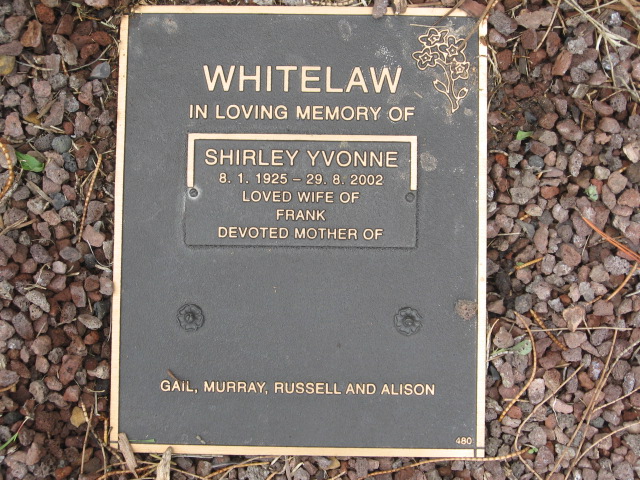 WHITELAW
IN LOVING MEMORY OF
SHIRLEY YVONNE
8. 1. 1925 – 29. 8. 2002
LOVED WIFE OF
FRANK
DEVOTED MOTHER OF
GAIL, MURRAY, RUSSELL AND ALISON
480